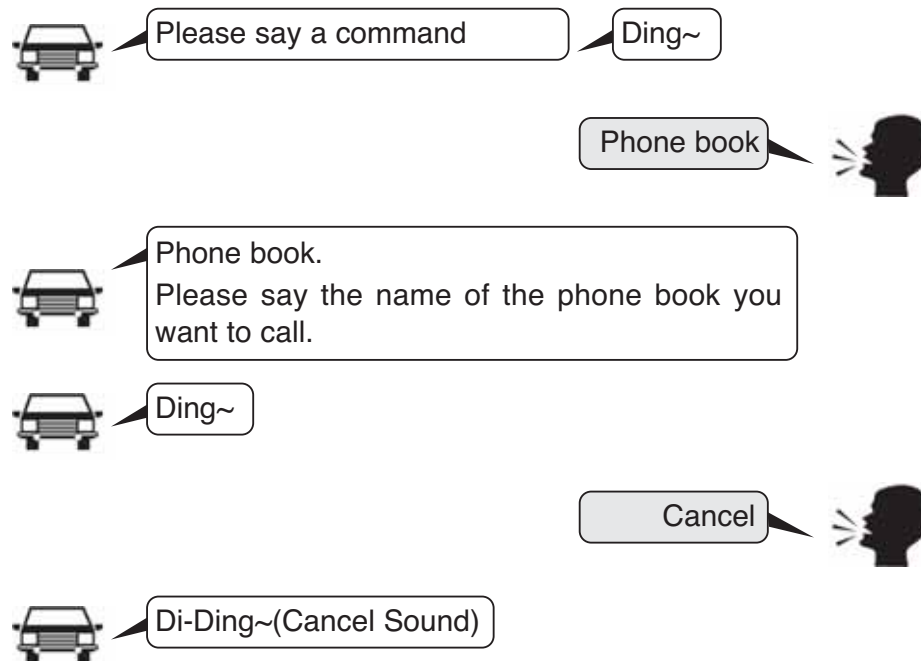 Please say a command
Ding~
Phone book
Phone book.
Please say the name of the phone book you
want to call.
Ding~
Cancel
Di-Ding~(Cancel Sound)